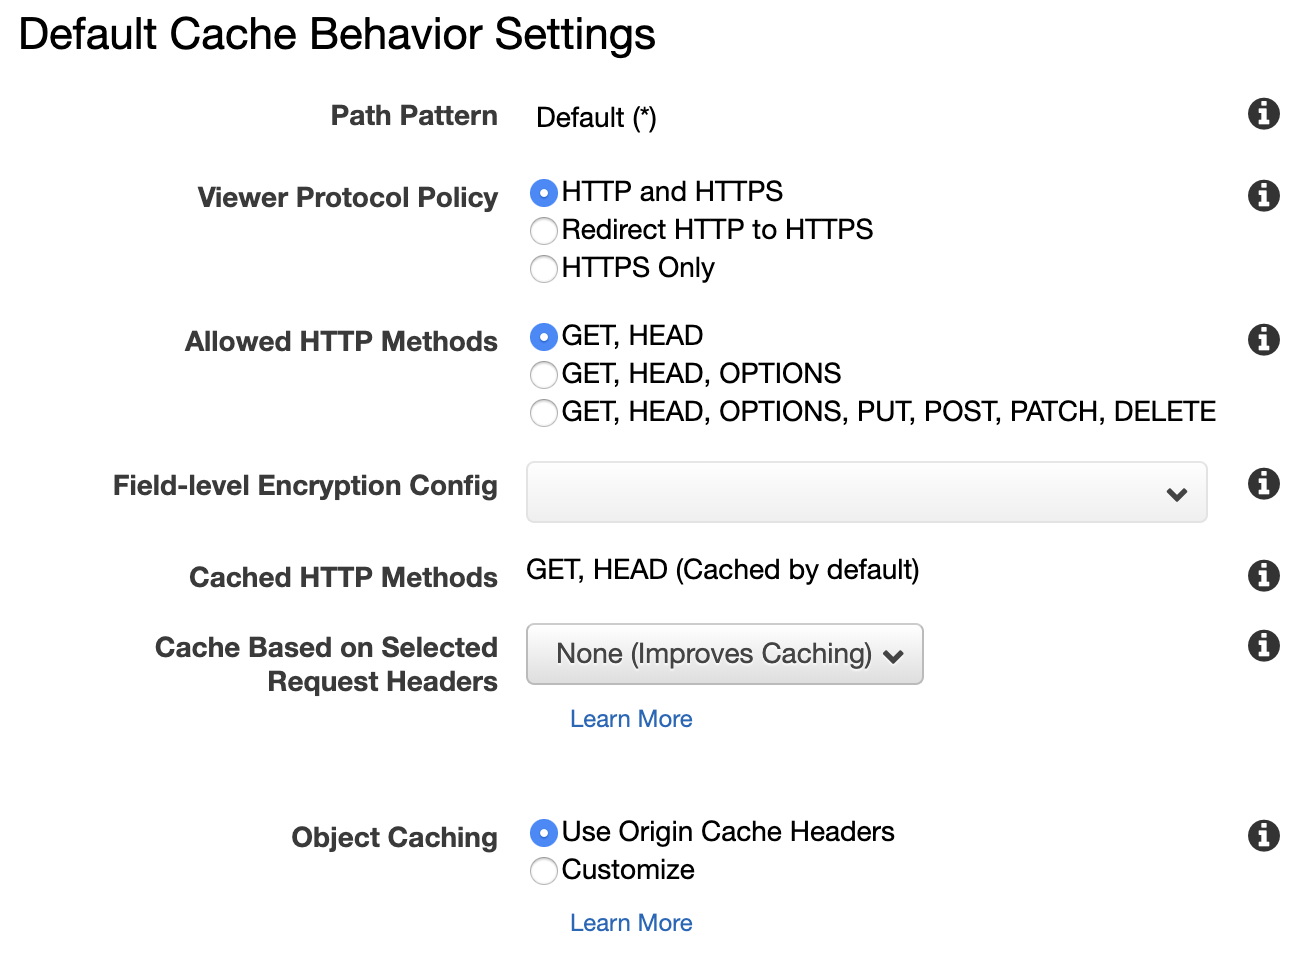 Default Cache Behavior Settings
Path Pattern Default (*)
Viewer Protocol Policy HTTP and HTTPS
Redirect HTTP to HTTPS
HTTPS Only
Allowed HTTP Methods GET, HEAD
GET, HEAD, OPTIONS
GET, HEAD, OPTIONS, PUT, POST, PATCH, DELETE
Field-level Encryption Config
Cached HTTP Methods GET, HEAD (Cached by default)
Cache Based on Selected
Request Headers
None (Improves Caching)
Learn More
Object Caching Use Origin Cache Headers
Customize
Learn More